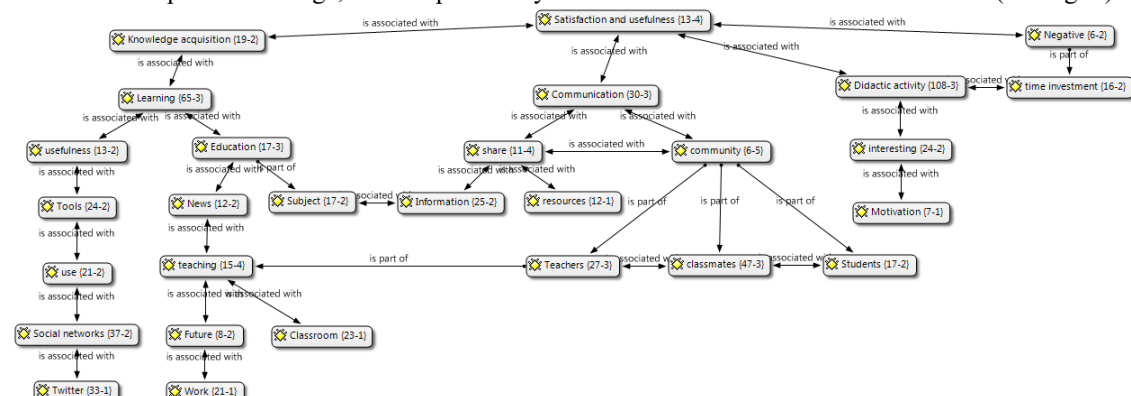 is associated with
Satisfaction and usefulness {13-4}
is associated with
Knowledge acquisition {19-2}
Negative {6-2}
is associated with
is associated with
is associated with
is part of
Learning {65-3}
Communication {30-3}
Didactic activity {108-3}
time investment {16-2}
is associated with
is associated with
is associated with
is associated with
is associated with
usefulness {13-2}
Education {17-3}
share {11-4}
is associated with
community {6-5}
interesting {24-2}
is associated with
is associated with
is part of
is associated with
is associated with
is associated with
Tools {24-2}
News {12-2}
Subject {17-2}
Information {25-2}
resources {12-1}
Motivation {7-1}
is associated with
is associated with
is part of
is part of
is part of
use {21-2}
teaching {15-4}
is part of
Teachers {27-3}
classmates {47-3}
Students {17-2}
is associated with
is associated with
is associated with
Social networks {37-2}
Future {8-2}
Classroom {23-1}
is associated with
is associated with
Twitter {33-1}
Work {21-1}